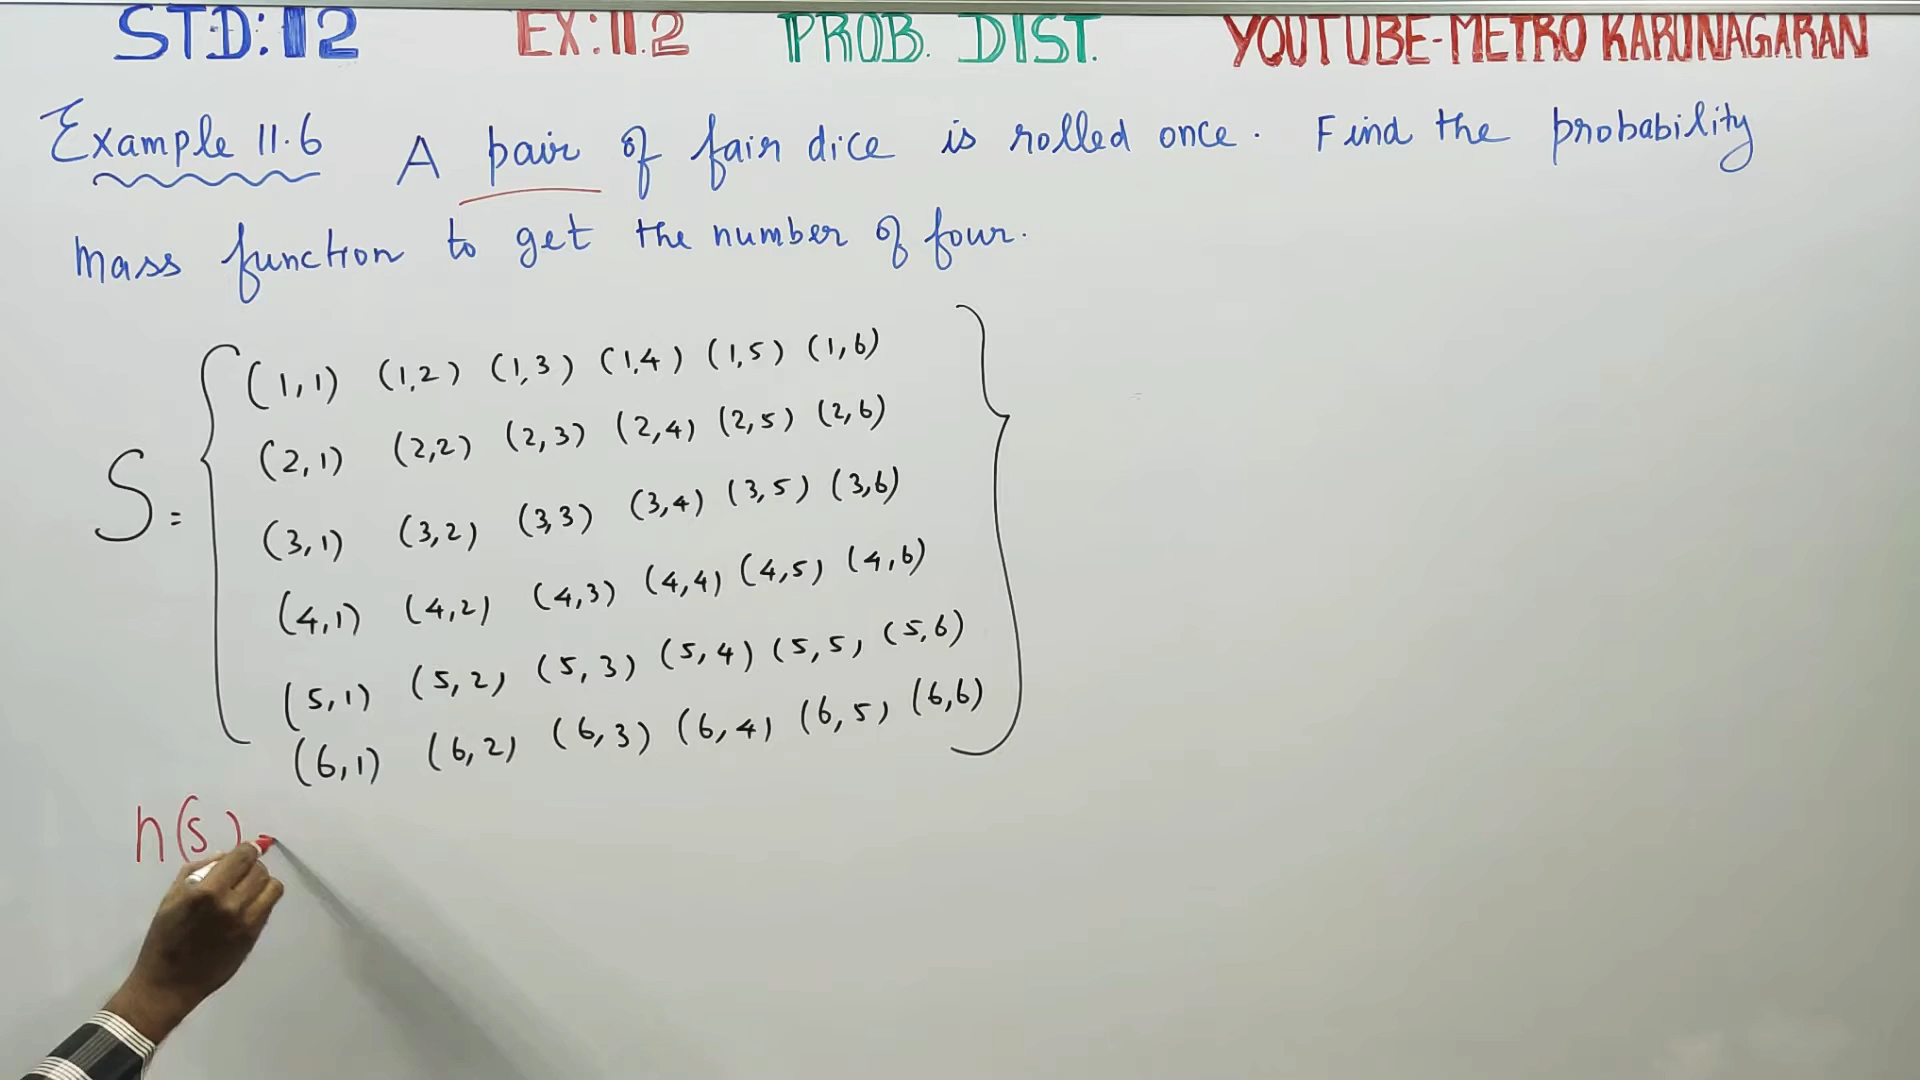 STD:12 EX:11.2 PROB. DIST. YOUTUBE-METRO KARUNAGARAN
Example 11.6 A pair of fair dice is rolled once. Find the probability
mass function to get the number of four.
(1,1) (1,2) (1,3) (1,4) (1,5) (1,6)
(2,1) (2,2) (2,3) (2,4) (2,5) (2,6)
S = (3,1) (3,2) (3,3) (3,4) (3,5) (3,6)
(4,1) (4,2) (4,3) (4,4) (4,5) (4,6)
(5,1) (5,2) (5,3) (5,4) (5,5) (5,6)
(6,1) (6,2) (6,3) (6,4) (6,5) (6,6)
n(s)